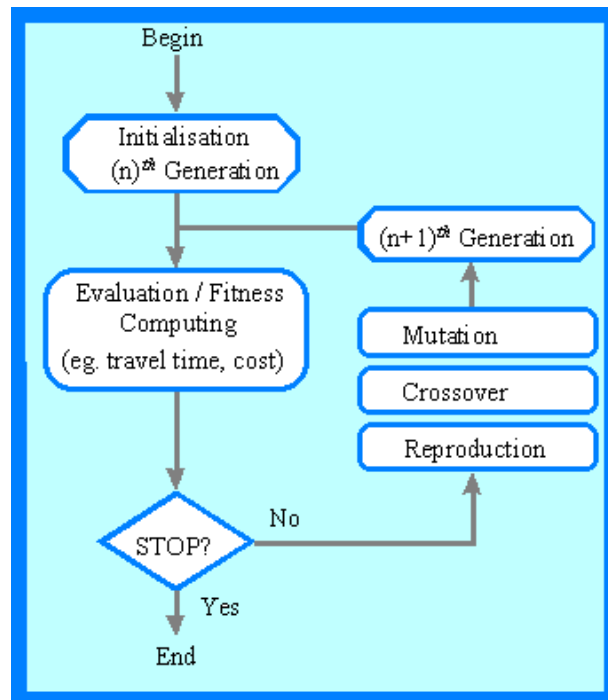 Begin
Initialisation
(n)th Generation
(n+1)th Generation
Evaluation / Fitness
Computing
(eg. travel time, cost)
Mutation
Crossover
Reproduction
STOP?
No
Yes
End